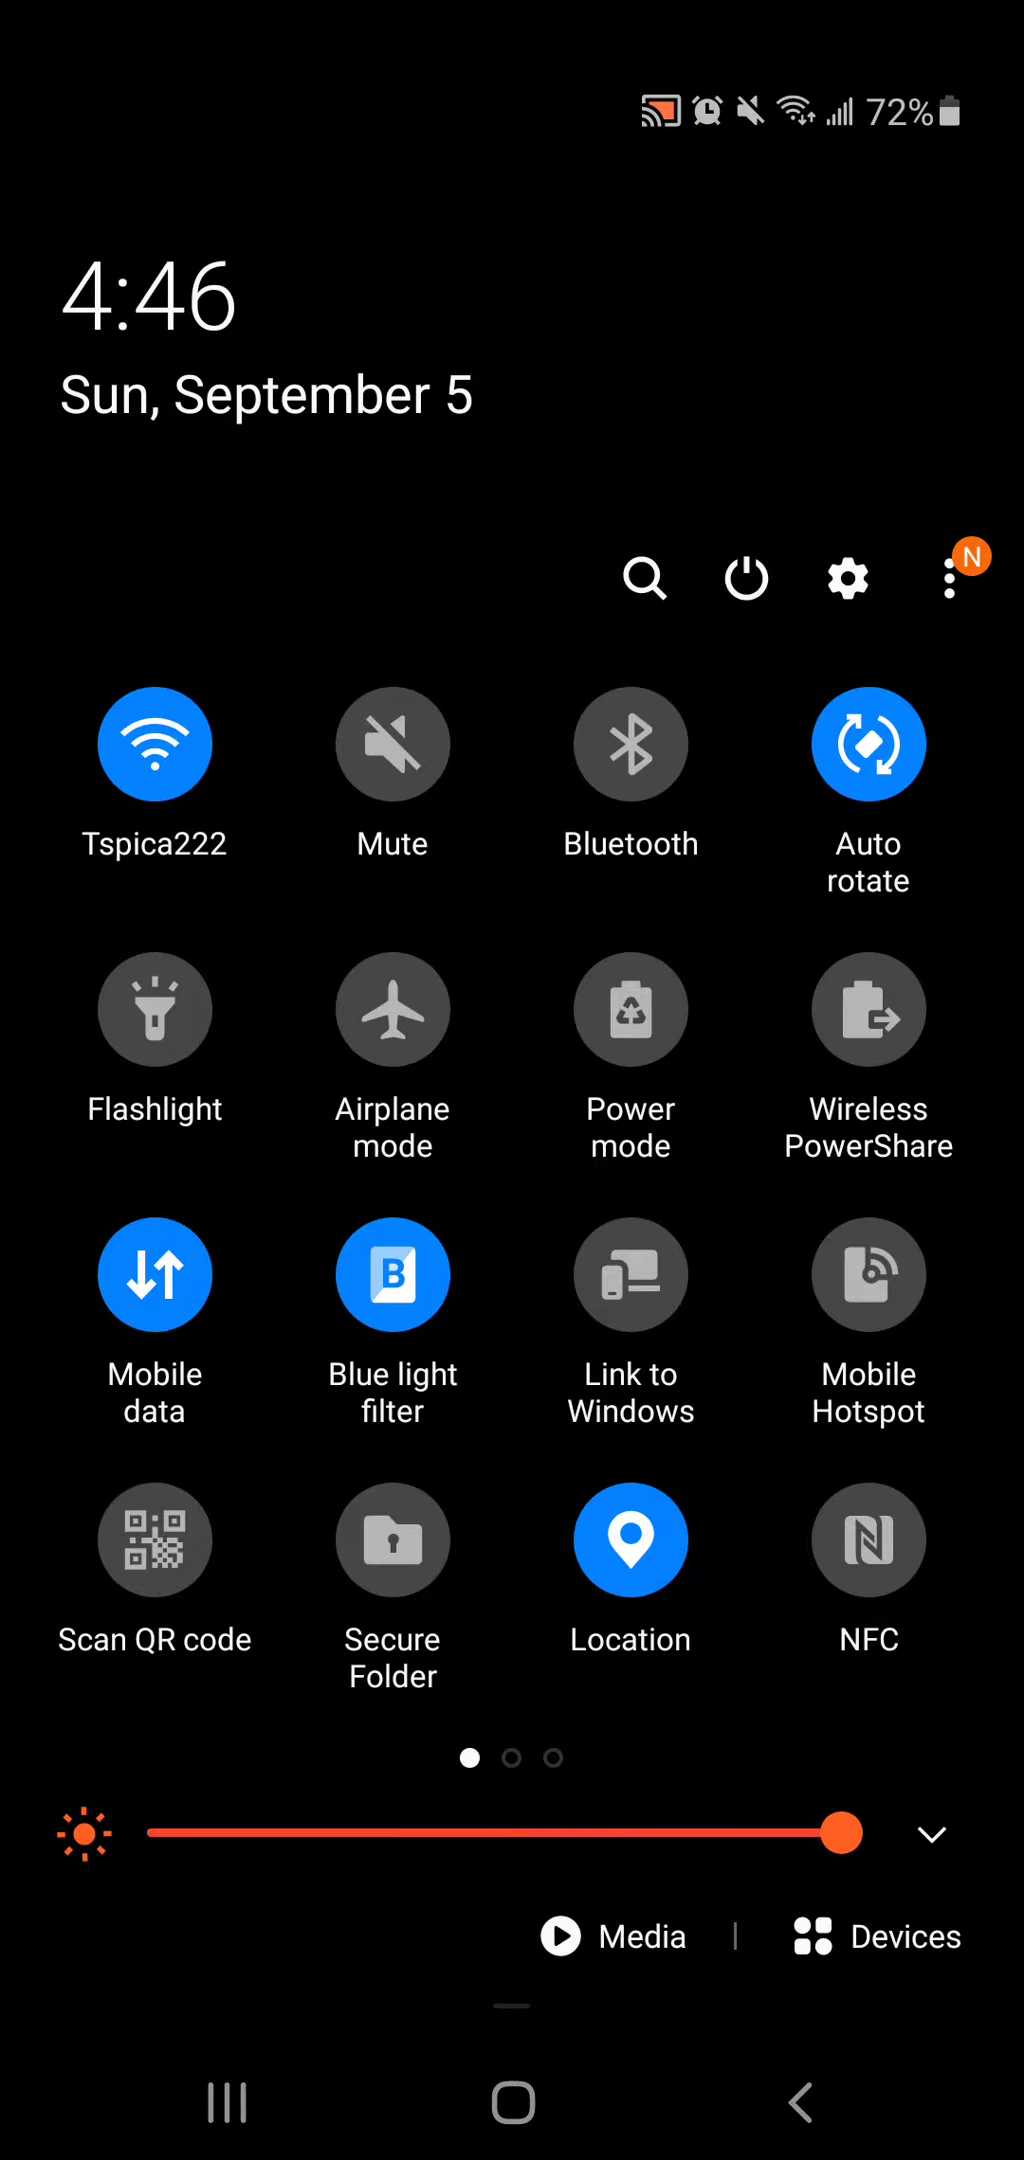 72%
4:46
Sun, September 5
N
Tspica222
Mute
Bluetooth
Auto
rotate
Flashlight
Airplane
mode
Power
mode
Wireless
PowerShare
Mobile
data
B
Blue light
filter
Link to
Windows
Mobile
Hotspot
Scan QR code
Secure
Folder
Location
NFC
Media
Devices